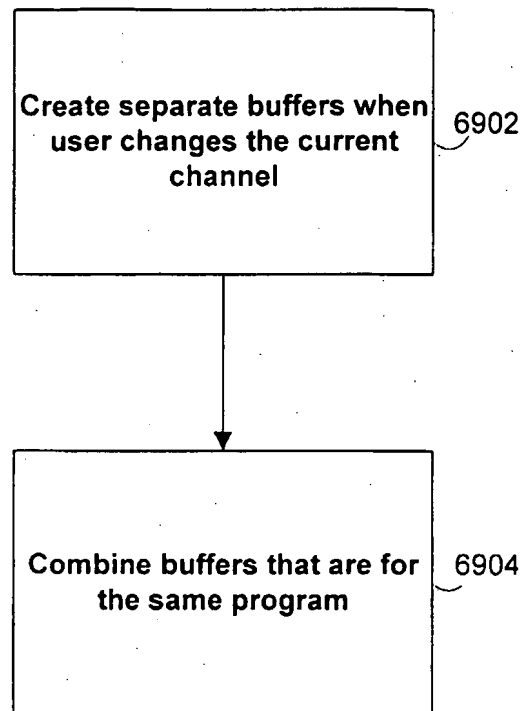 Create separate buffers when
user changes the current
channel
6902
Combine buffers that are for
the same program
6904